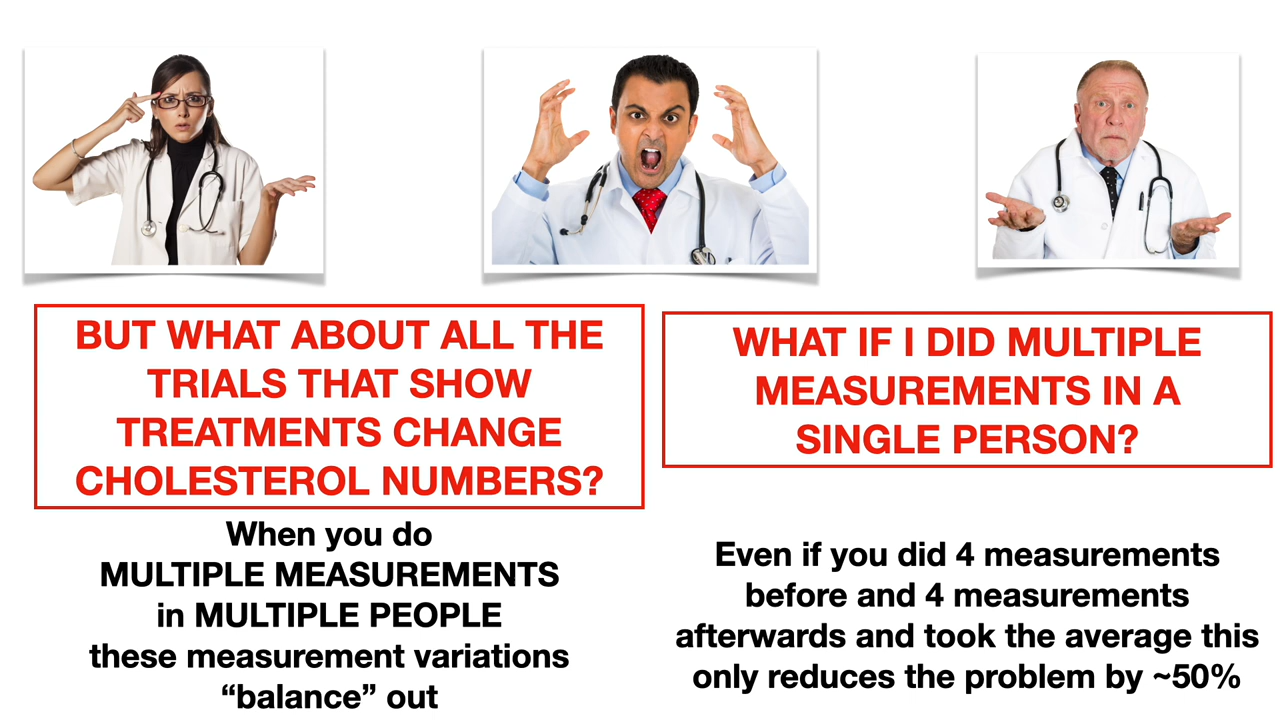 BUT WHAT ABOUT ALL THE
TRIALS THAT SHOW
TREATMENTS CHANGE
CHOLESTEROL NUMBERS?
When you do
MULTIPLE MEASUREMENTS
in MULTIPLE PEOPLE
these measurement variations
“balance” out
WHAT IF I DID MULTIPLE
MEASUREMENTS IN A
SINGLE PERSON?
Even if you did 4 measurements
before and 4 measurements
afterwards and took the average this
only reduces the problem by ~50%